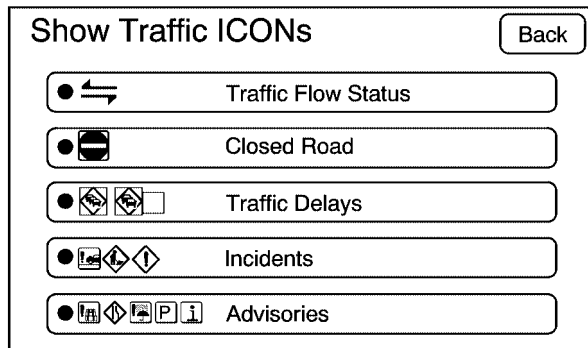 Show Traffic ICONs
Back
Traffic Flow Status
Closed Road
Traffic Delays
! ! Incidents
! P i Advisories